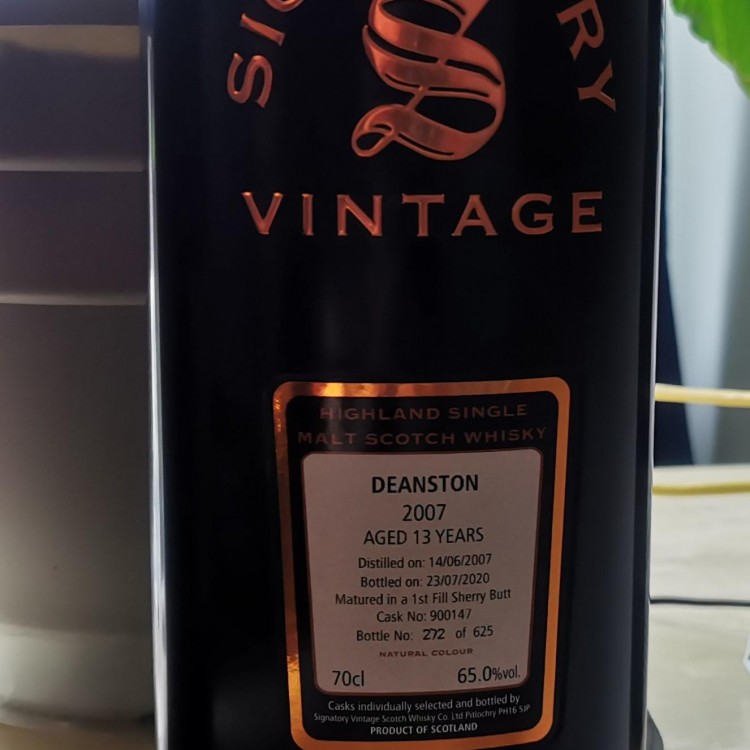 SIGNATORY
VINTAGE
HIGHLAND SINGLE
MALT SCOTCH WHISKY
DEANSTON
2007
AGED 13 YEARS
Distilled on: 14/06/2007
Bottled on: 23/07/2020
Matured in a 1st Fill Sherry Butt
Cask No: 900147
Bottle No: 272 of 625
NATURAL COLOUR
70cl 65.0%vol.
Casks individually selected and bottled by
Signatory Vintage Scotch Whisky Co. Ltd Pitlochry PH16 5JP
PRODUCT OF SCOTLAND